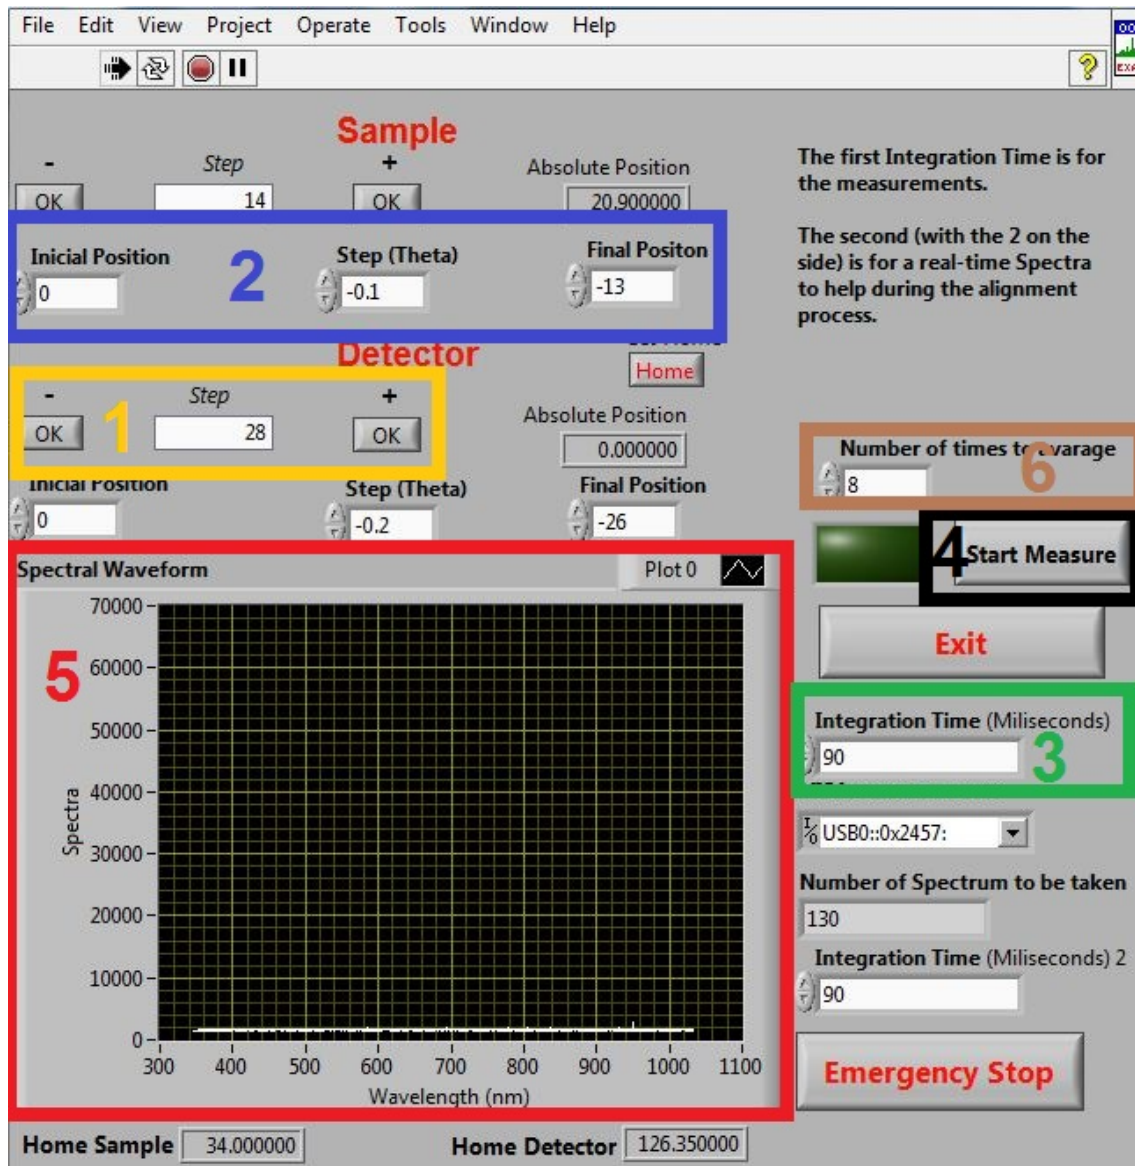 File Edit View Project Operate Tools Window Help
Sample
- Step + Absolute Position
OK 14 OK 20.900000
Inicial Position 2 Step (Theta) Final Positon
0 -0.1 -13
The first Integration Time is for
the measurements.
The second (with the 2 on the
side) is for a real-time Spectra
to help during the alignment
process.
Detector
Home
- 1 Step + Absolute Position
OK 28 OK 0.000000
Inicial Position Step (Theta) Final Position
0 -0.2 -26
Number of times to avarage
8 6
4 Start Measure
Exit
Spectral Waveform Plot 0
5
70000
60000
50000
40000
30000
20000
10000
0
Spectra
300 400 500 600 700 800 900 1000 1100
Wavelength (nm)
Integration Time (Miliseconds)
90 3
USB0::0x2457:
Number of Spectrum to be taken
130
Integration Time (Miliseconds) 2
90
Emergency Stop
Home Sample 34.000000 Home Detector 126.350000